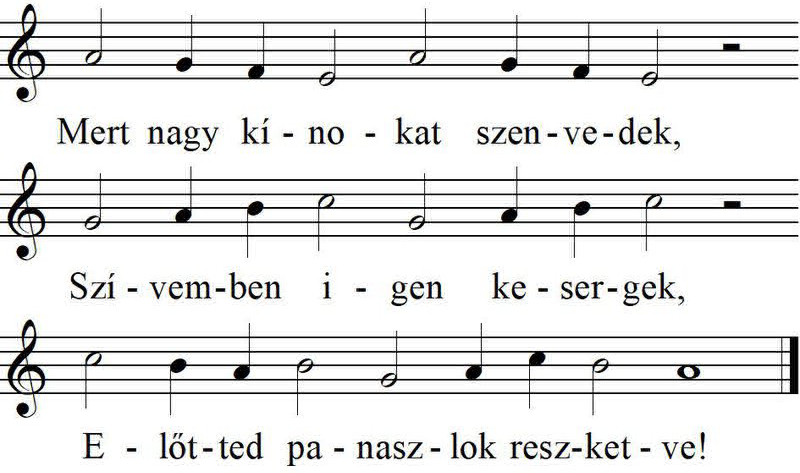 Mert nagy kí - no - kat szen - ve - dek,
Szí - vem - ben i - gen ke - ser - gek,
E - lőt - ted pa - nasz - lok resz - ket - ve!